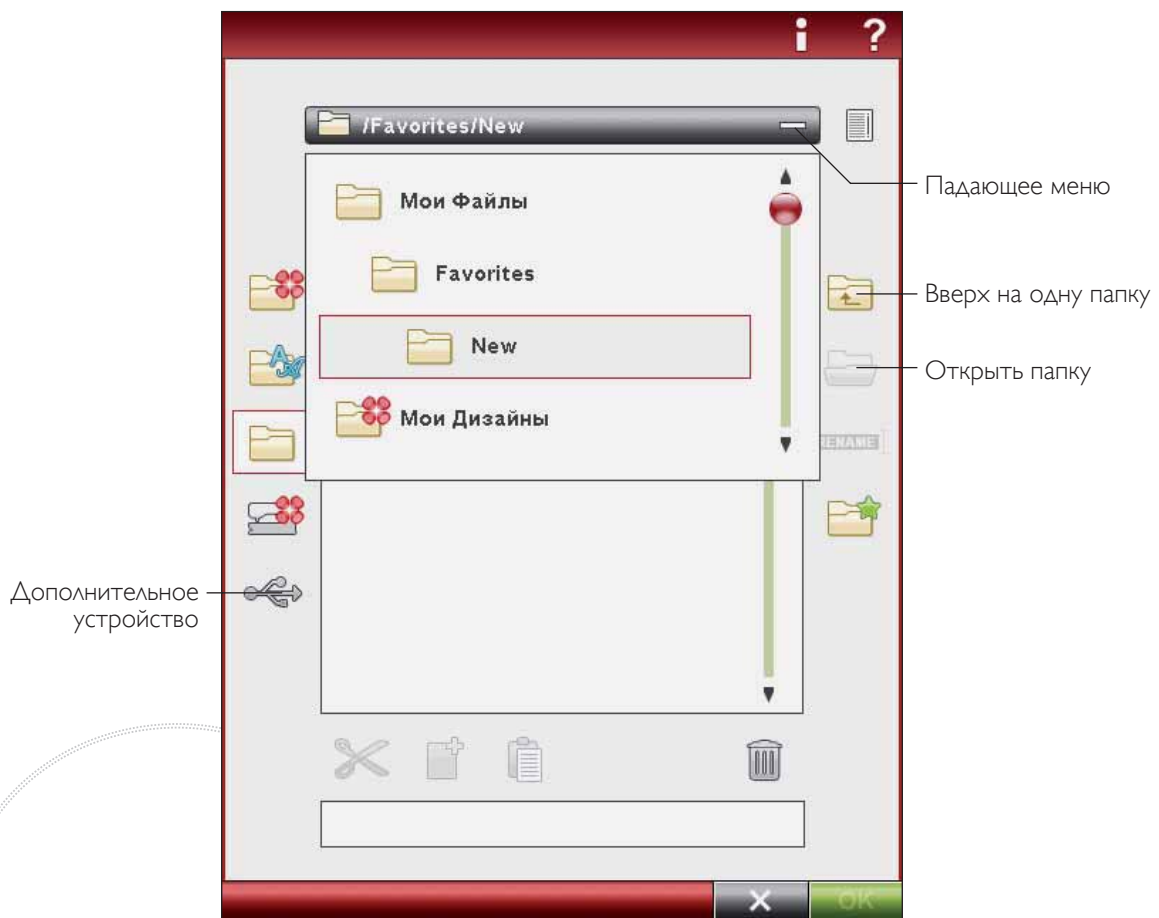 i ?
/Favorites/New
Падающее меню
Мои Файлы
Favorites
Вверх на одну папку
New
Открыть папку
Мои Дизайны
RENAME
Дополнительное
устройство
OK